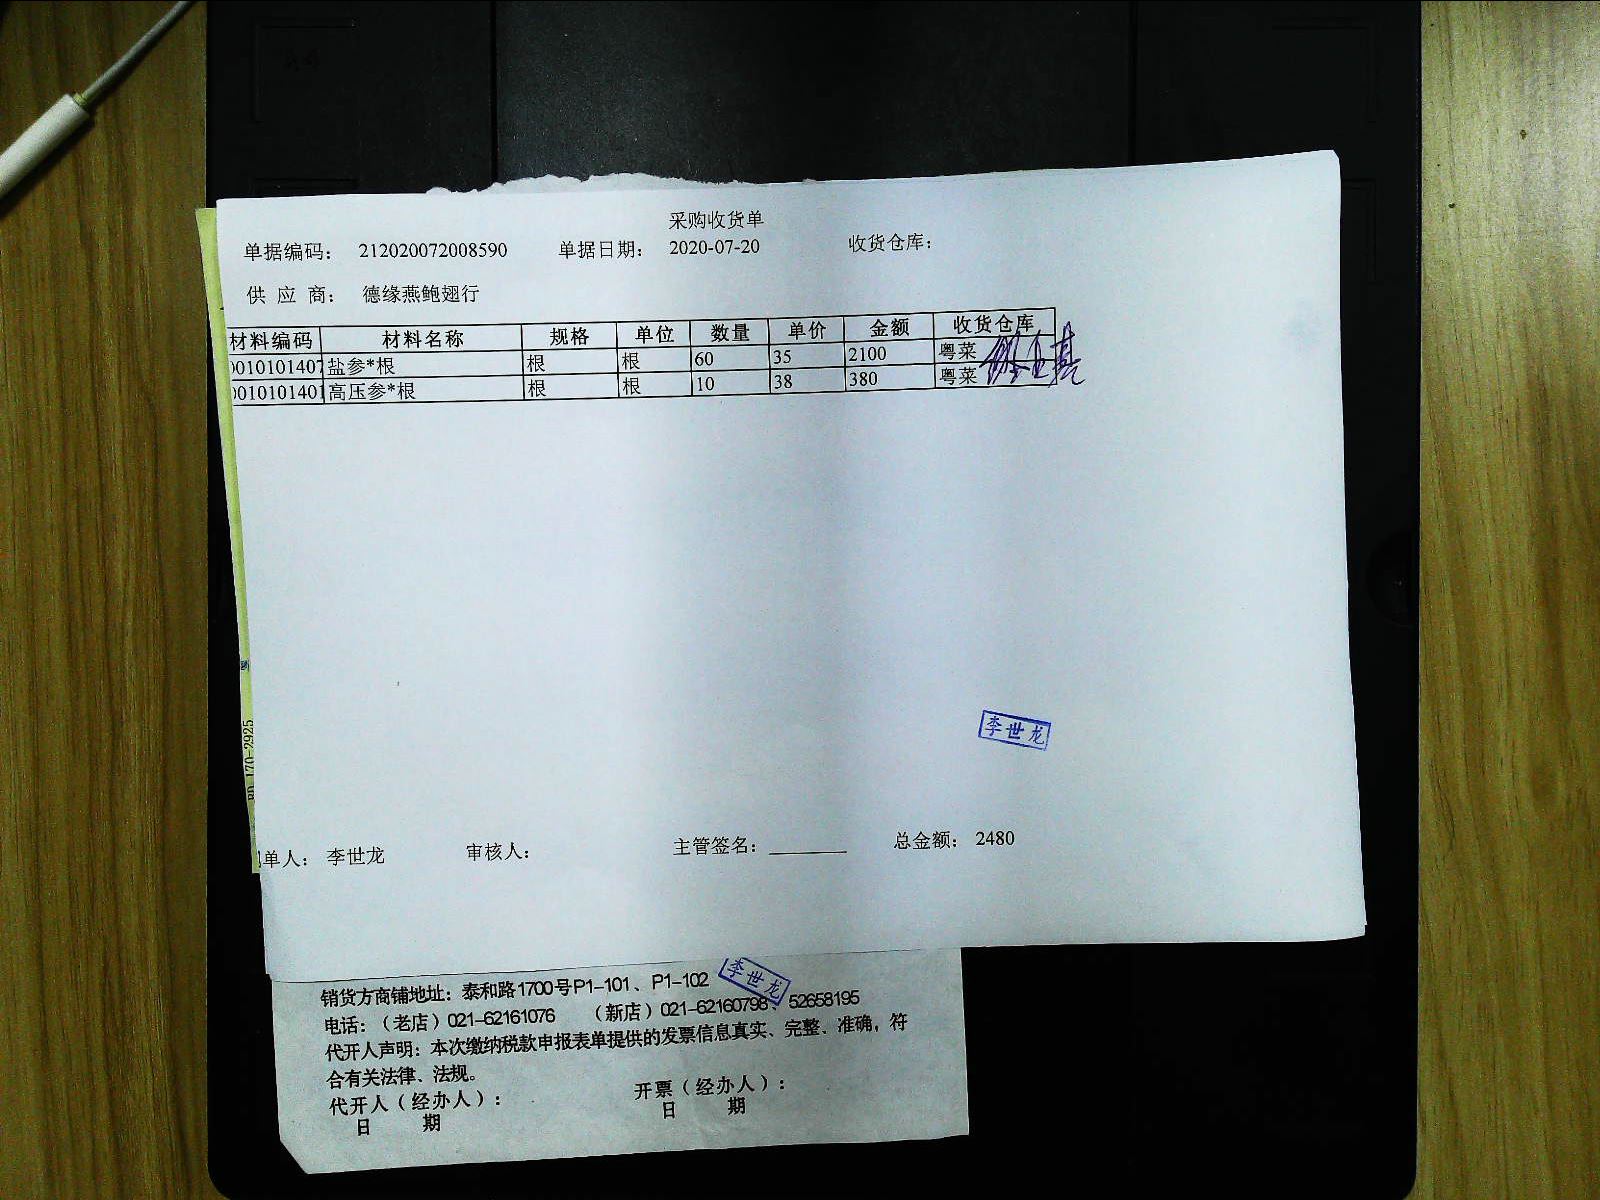 采购收货单
单据编码： 212020072008590 单据日期： 2020-07-20 收货仓库：
供 应 商： 德缘燕鲍翅行
材料编码 材料名称 规格 单位 数量 单价 金额 收货仓库
0010101407 盐参*根 根 根 60 35 2100 粤菜
0010101401 高压参*根 根 根 10 38 380 粤菜
李世龙
单人： 李世龙 审核人： 主管签名：________ 总金额： 2480
170-2925
李世龙
销货方商铺地址：泰和路1700号P1-101、P1-102
电话：（老店）021-62161076 （新店）021-62160798、52658195
代开人声明：本次缴纳税款申报表单提供的发票信息真实、完整、准确，符
合有关法律、法规。
代开人（经办人）： 开票（经办人）：
日 期 日 期